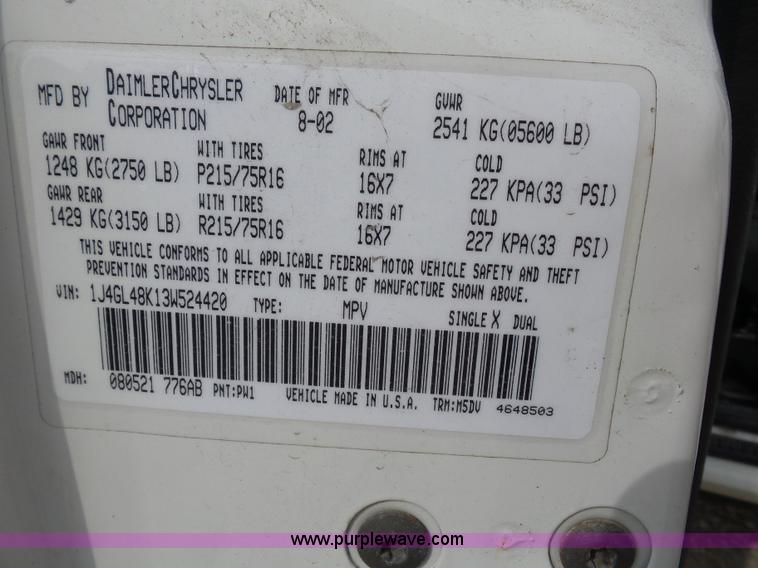 MFD BY DAIMLERCHRYSLER CORPORATION DATE OF MFR 8-02 GVWR 2541 KG(05600 LB)
GAWR FRONT WITH TIRES RIMS AT COLD
1248 KG(2750 LB) P215/75R16 16X7 227 KPA(33 PSI)
GAWR REAR WITH TIRES RIMS AT COLD
1429 KG(3150 LB) R215/75R16 16X7 227 KPA(33 PSI)
THIS VEHICLE CONFORMS TO ALL APPLICABLE FEDERAL MOTOR VEHICLE SAFETY AND THEFT
PREVENTION STANDARDS IN EFFECT ON THE DATE OF MANUFACTURE SHOWN ABOVE.
VIN: 1J4GL48K13W524420 TYPE: MPV SINGLE X DUAL
MDH: 080521 776AB PNT:PW1 VEHICLE MADE IN U.S.A. TRM:M5DV 4648503
www.purplewave.com